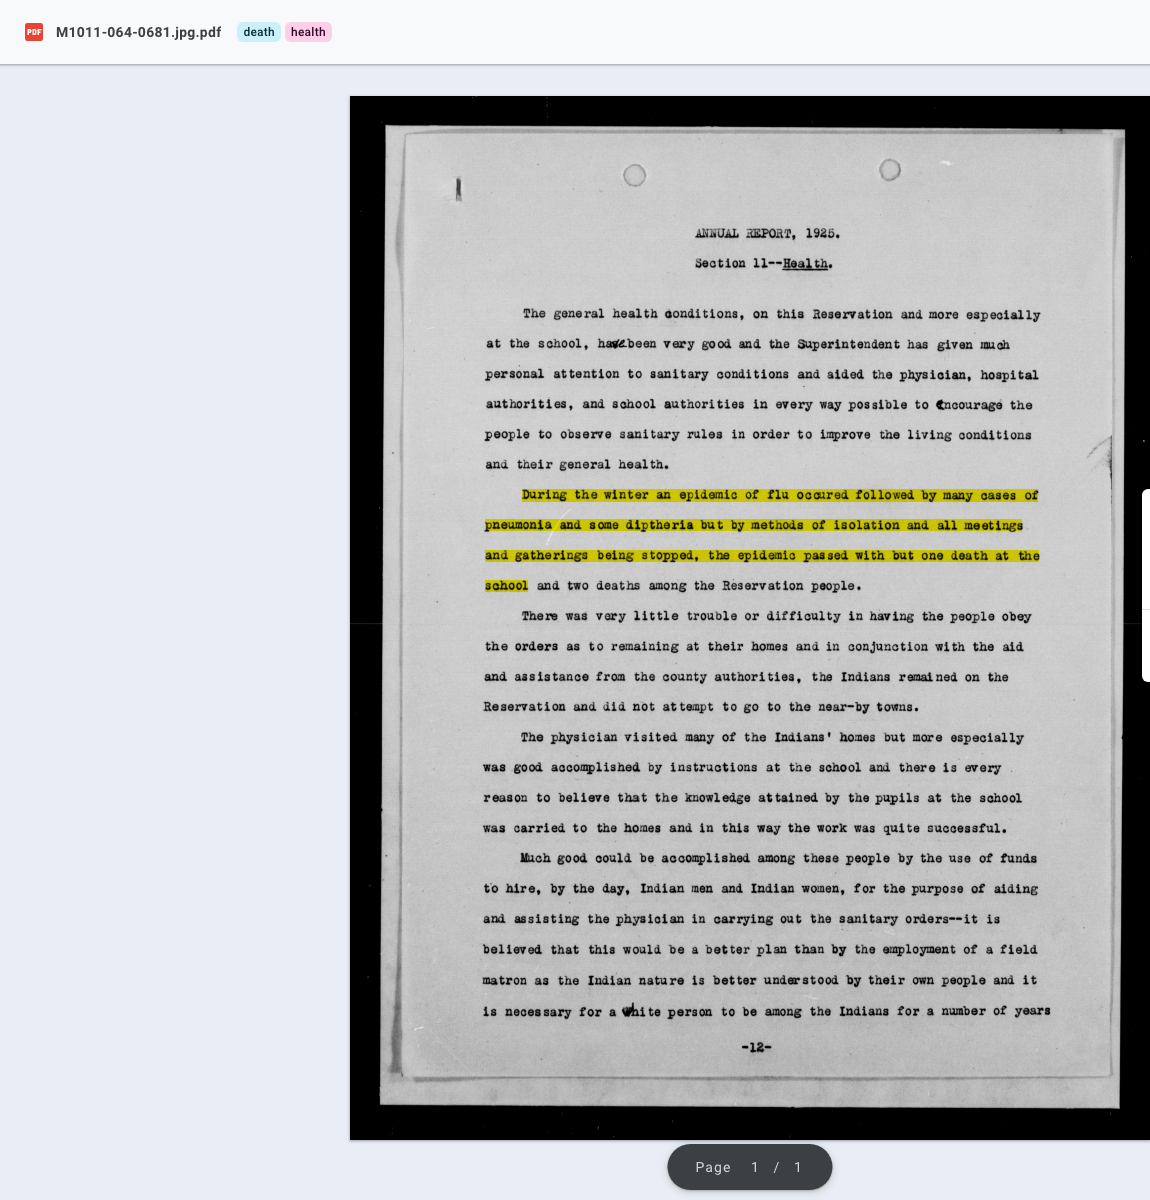 PDF M1011-064-0681.jpg.pdf death health
ANNUAL REPORT, 1925.
Section 11--Health.
The general health conditions, on this Reservation and more especially
at the school, have been very good and the Superintendent has given much
personal attention to sanitary conditions and aided the physician, hospital
authorities, and school authorities in every way possible to Encourage the
people to observe sanitary rules in order to improve the living conditions
and their general health.
During the winter an epidemic of flu occured followed by many cases of
pneumonia and some diptheria but by methods of isolation and all meetings
and gatherings being stopped, the epidemic passed with but one death at the
school and two deaths among the Reservation people.
There was very little trouble or difficulty in having the people obey
the orders as to remaining at their homes and in conjunction with the aid
and assistance from the county authorities, the Indians remained on the
Reservation and did not attempt to go to the near-by towns.
The physician visited many of the Indians' homes but more especially
was good accomplished by instructions at the school and there is every
reason to believe that the knowledge attained by the pupils at the school
was carried to the homes and in this way the work was quite successful.
Much good could be accomplished among these people by the use of funds
to hire, by the day, Indian men and Indian women, for the purpose of aiding
and assisting the physician in carrying out the sanitary orders--it is
believed that this would be a better plan than by the employment of a field
matron as the Indian nature is better understood by their own people and it
is necessary for a White person to be among the Indians for a number of years
-12-
Page 1 / 1